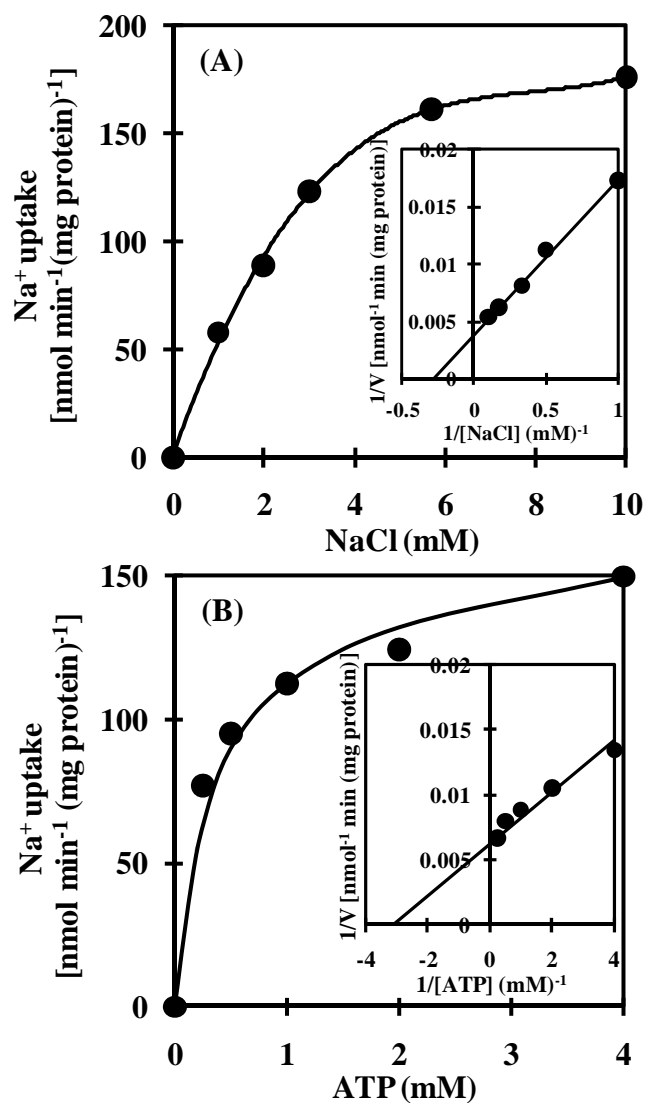 (A)
Na⁺ uptake
[nmol min⁻¹(mg protein)⁻¹]
200
150
100
50
0
0 2 4 6 8 10
NaCl (mM)
1/V [nmol⁻¹ min (mg protein)]
0.02
0.015
0.01
0.005
0
-0.5 0 0.5 1
1/[NaCl] (mM)⁻¹
(B)
Na⁺ uptake
[nmol min⁻¹ (mg protein)⁻¹]
150
100
50
0
0 1 2 3 4
ATP (mM)
1/V [nmol⁻¹ min (mg protein)]
0.02
0.015
0.01
0.005
0
-4 -2 0 2 4
1/[ATP] (mM)⁻¹